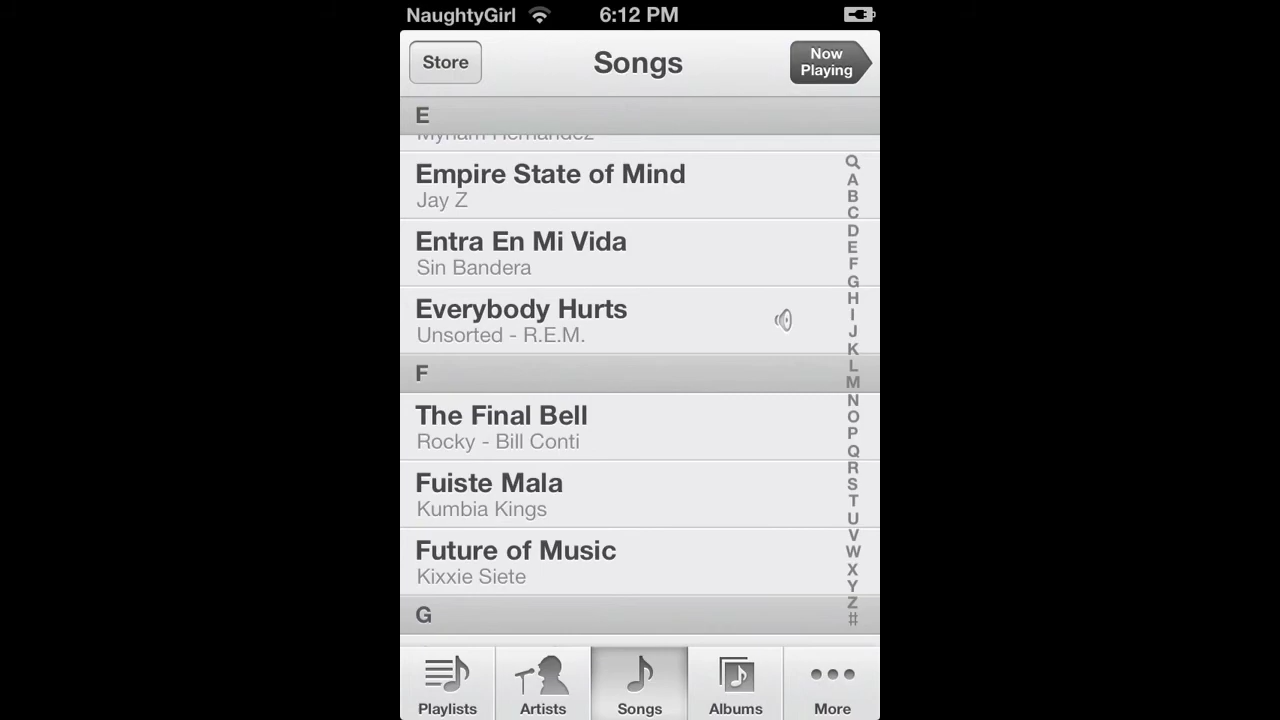 NaughtyGirl 6:12 PM
Store Songs Now Playing
E
Myriam Hernandez
Empire State of Mind
Jay Z
Entra En Mi Vida
Sin Bandera
Everybody Hurts
Unsorted - R.E.M.
F
The Final Bell
Rocky - Bill Conti
Fuiste Mala
Kumbia Kings
Future of Music
Kixxie Siete
G
A
B
C
D
E
F
G
H
I
J
K
L
M
N
O
P
Q
R
S
T
U
V
W
X
Y
Z
#
Playlists Artists Songs Albums More